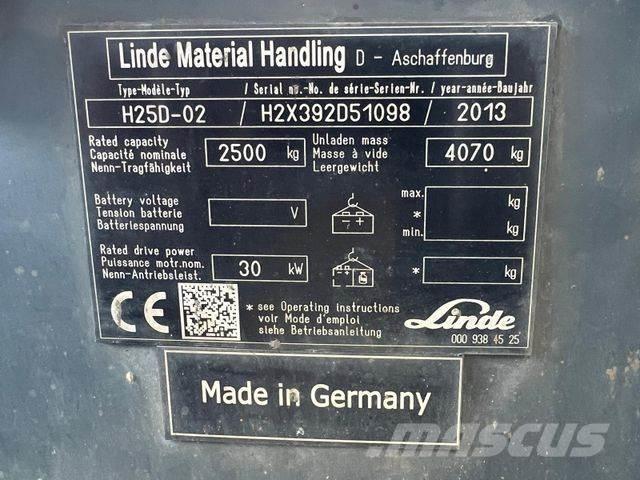 Linde Material Handling D - Aschaffenburg
Type-Modèle-Typ / Serial no.-No. de série-Serien-Nr. / year-année-Baujahr
H25D-02 / H2X392D51098 / 2013
Rated capacity
Capacité nominale
Nenn-Tragfähigkeit
2500 kg
Unladen mass
Masse à vide
Leergewicht
4070 kg
Battery voltage
Tension batterie
Batteriespannung
V
- +
max. kg
*
min. kg
Rated drive power
Puissance motr.nom.
Nenn-Antriebsleist.
30 kW
- +
* kg
CE
* see Operating instructions
voir Mode d'emploi
siehe Betriebsanleitung
Linde
000 938 45 25
Made in Germany
MASCUS